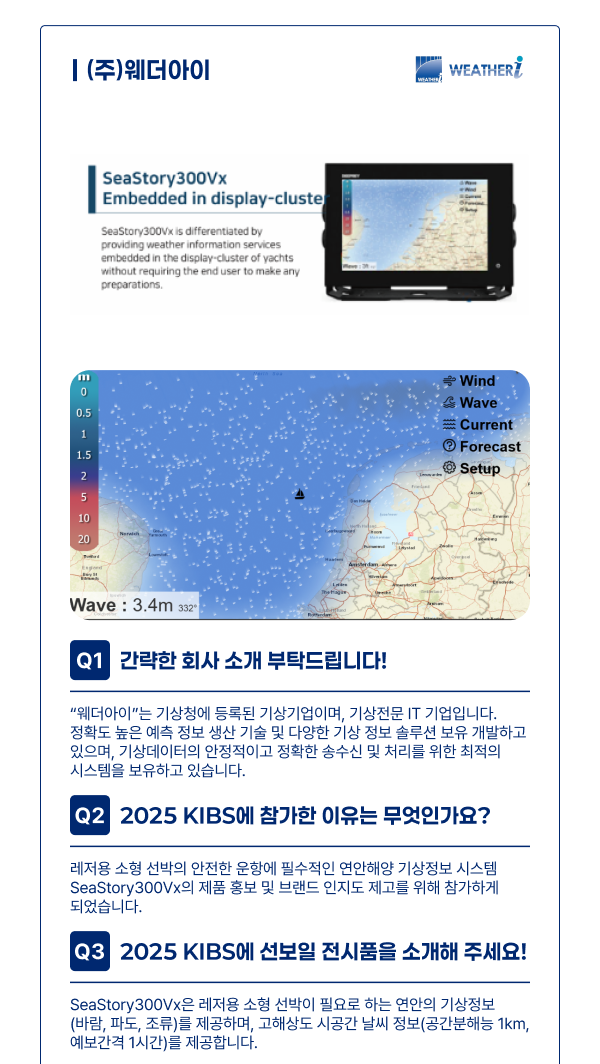 (주)웨더아이
WEATHERi
WEATHERi
SeaStory300Vx
Embedded in display-cluster
SeaStory300Vx is differentiated by
providing weather information services
embedded in the display-cluster of yachts
without requiring the end user to make any
preparations.
Wave
Wind
Current
Forecast
Setup
m
0
0.5
1
1.5
2
5
10
20
Wind
Wave
Current
Forecast
Setup
Norwich
Amsterdam
Rotterdam
Wave : 3.4m 332°
Q1 간략한 회사 소개 부탁드립니다!
“웨더아이”는 기상청에 등록된 기상기업이며, 기상전문 IT 기업입니다.
정확도 높은 예측 정보 생산 기술 및 다양한 기상 정보 솔루션 보유 개발하고
있으며, 기상데이터의 안정적이고 정확한 송수신 및 처리를 위한 최적의
시스템을 보유하고 있습니다.
Q2 2025 KIBS에 참가한 이유는 무엇인가요?
레저용 소형 선박의 안전한 운항에 필수적인 연안해양 기상정보 시스템
SeaStory300Vx의 제품 홍보 및 브랜드 인지도 제고를 위해 참가하게
되었습니다.
Q3 2025 KIBS에 선보일 전시품을 소개해 주세요!
SeaStory300Vx은 레저용 소형 선박이 필요로 하는 연안의 기상정보
(바람, 파도, 조류)를 제공하며, 고해상도 시공간 날씨 정보(공간분해능 1km,
예보간격 1시간)를 제공합니다.